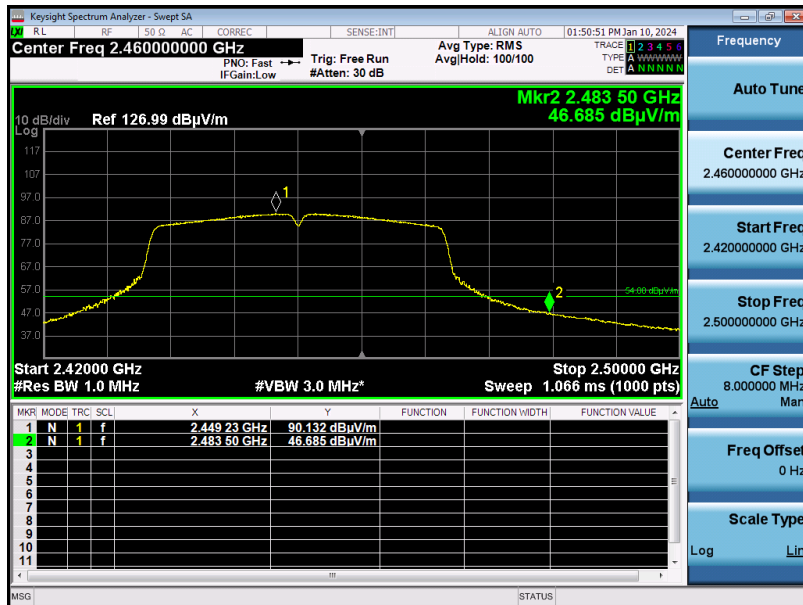 Keysight Spectrum Analyzer - Swept SA
LXI RL RF 50 Ω AC CORREC SENSE:INT ALIGN AUTO 01:50:51 PM Jan 10, 2024
Center Freq 2.460000000 GHz
PNO: Fast
IFGain:Low
Trig: Free Run
#Atten: 30 dB
Avg Type: RMS
Avg|Hold: 100/100
TRACE 1 2 3 4 5 6
TYPE A WWWWW
DET A N N N N N
Mkr2 2.483 50 GHz
46.685 dBµV/m
10 dB/div Ref 126.99 dBµV/m
Log
117
107
97.0
87.0
77.0
67.0
57.0
47.0
37.0
1
2
54.00 dBµV/m
Start 2.42000 GHz Stop 2.50000 GHz
#Res BW 1.0 MHz #VBW 3.0 MHz* Sweep 1.066 ms (1000 pts)
MKR MODE TRC SCL X Y FUNCTION FUNCTION WIDTH FUNCTION VALUE
1 N 1 f 2.449 23 GHz 90.132 dBµV/m
2 N 1 f 2.483 50 GHz 46.685 dBµV/m
3
4
5
6
7
8
9
10
11
MSG STATUS
Frequency
Auto Tune
Center Freq
2.460000000 GHz
Start Freq
2.420000000 GHz
Stop Freq
2.500000000 GHz
CF Step
8.000000 MHz
Auto Man
Freq Offset
0 Hz
Scale Type
Log Lin